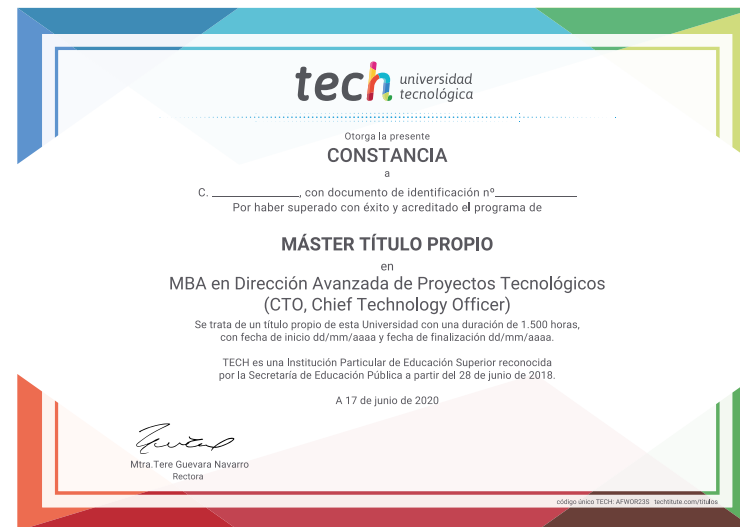 tech universidad
tecnológica
Otorga la presente
CONSTANCIA
a
C. ______________, con documento de identificación nº_____________
Por haber superado con éxito y acreditado el programa de
MÁSTER TÍTULO PROPIO
en
MBA en Dirección Avanzada de Proyectos Tecnológicos
(CTO, Chief Technology Officer)
Se trata de un título propio de esta Universidad con una duración de 1.500 horas,
con fecha de inicio dd/mm/aaaa y fecha de finalización dd/mm/aaaa.
TECH es una Institución Particular de Educación Superior reconocida
por la Secretaría de Educación Pública a partir del 28 de junio de 2018.
A 17 de junio de 2020
Mtra.Tere Guevara Navarro
Rectora
código único TECH: AFWOR23S techtitute.com/titulos